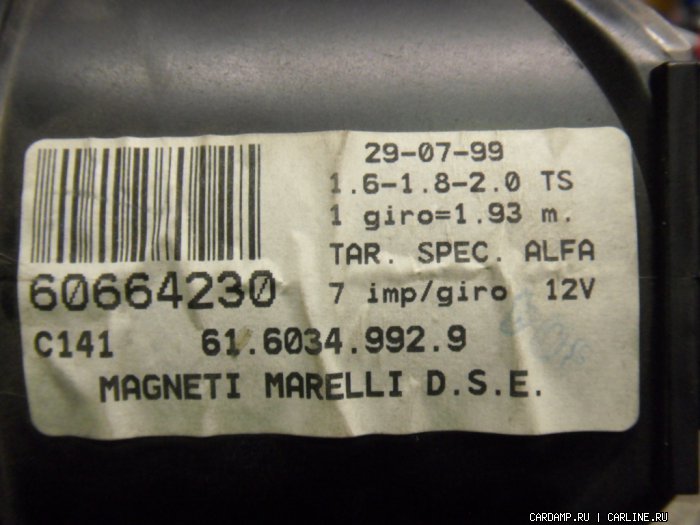 29-07-99
1.6-1.8-2.0 TS
1 giro=1.93 m.
TAR. SPEC. ALFA
60664230
7 imp/giro 12V
C141 61.6034.992.9
MAGNETI MARELLI D.S.E.
CARDAMP.RU | CARLINE.RU